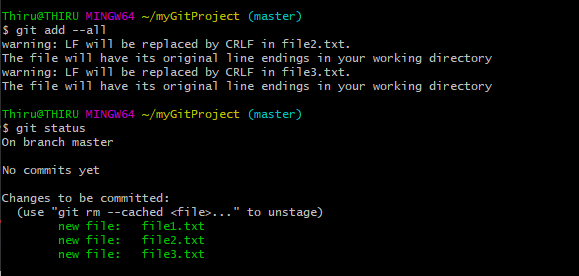 Thiru@THIRU MINGW64 ~/myGitProject (master)
$ git add --all
warning: LF will be replaced by CRLF in file2.txt.
The file will have its original line endings in your working directory
warning: LF will be replaced by CRLF in file3.txt.
The file will have its original line endings in your working directory

Thiru@THIRU MINGW64 ~/myGitProject (master)
$ git status
On branch master

No commits yet

Changes to be committed:
  (use "git rm --cached <file>..." to unstage)
        new file:   file1.txt
        new file:   file2.txt
        new file:   file3.txt